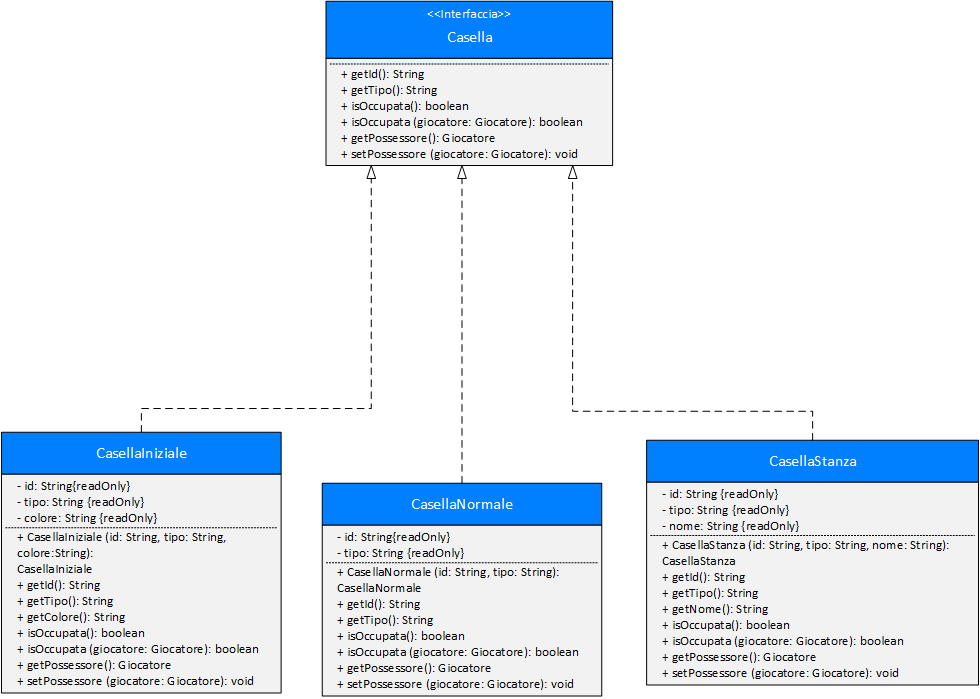 <<Interfaccia>>
Casella
+ getId(): String
+ getTipo(): String
+ isOccupata(): boolean
+ isOccupata (giocatore: Giocatore): boolean
+ getPossessore(): Giocatore
+ setPossessore (giocatore: Giocatore): void
CasellaIniziale
- id: String{readOnly}
- tipo: String {readOnly}
- colore: String {readOnly}
+ CasellaIniziale (id: String, tipo: String,
colore:String):
CasellaIniziale
+ getId(): String
+ getTipo(): String
+ getColore(): String
+ isOccupata(): boolean
+ isOccupata (giocatore: Giocatore): boolean
+ getPossessore(): Giocatore
+ setPossessore (giocatore: Giocatore): void
CasellaNormale
- id: String{readOnly}
- tipo: String {readOnly}
+ CasellaNormale (id: String, tipo: String):
CasellaNormale
+ getId(): String
+ getTipo(): String
+ isOccupata(): boolean
+ isOccupata (giocatore: Giocatore): boolean
+ getPossessore(): Giocatore
+ setPossessore (giocatore: Giocatore): void
CasellaStanza
- id: String {readOnly}
- tipo: String {readOnly}
- nome: String {readOnly}
+ CasellaStanza (id: String, tipo: String, nome: String):
CasellaStanza
+ getId(): String
+ getTipo(): String
+ getNome(): String
+ isOccupata(): boolean
+ isOccupata (giocatore: Giocatore): boolean
+ getPossessore(): Giocatore
+ setPossessore (giocatore: Giocatore): void